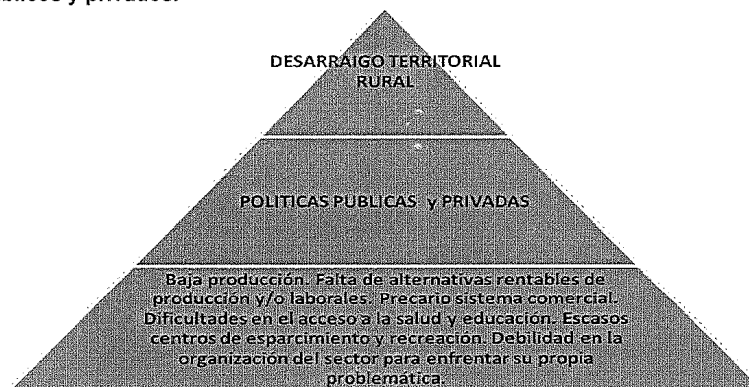 públicos y privados.
DESARRAIGO TERRITORIAL
RURAL
POLITICAS PUBLICAS y PRIVADAS
Baja producción. Falta de alternativas rentables de
producción y/o laborales. Precario sistema comercial.
Dificultades en el acceso a la salud y educación. Escasos
centros de esparcimiento y recreación. Debilidad en la
organización del sector para enfrentar su propia
problemática.